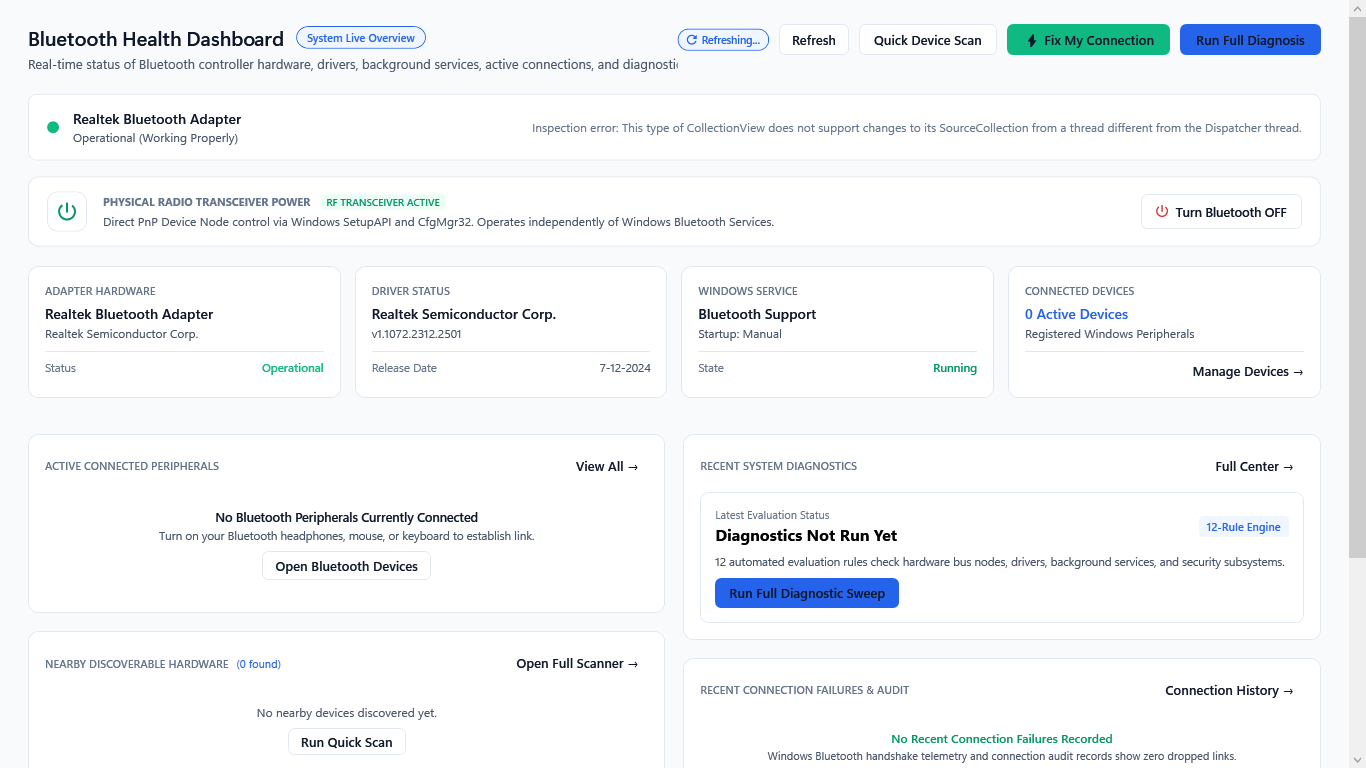 Bluetooth Health Dashboard
System Live Overview
Refreshing...
Refresh
Quick Device Scan
Fix My Connection
Run Full Diagnosis
Real-time status of Bluetooth controller hardware, drivers, background services, active connections, and
Realtek Bluetooth Adapter
Operational (Working Properly)
Inspection error: This type of CollectionView does not support changes to its SourceCollection from a thread different from the Dispatcher thread.
PHYSICAL RADIO TRANSCEIVER POWER
RF TRANSCEIVER ACTIVE
Direct PnP Device Node control via Windows SetupAPI and CfgMgr32. Operates independently of Windows Bluetooth Services.
Turn Bluetooth OFF
ADAPTER HARDWARE
Realtek Bluetooth Adapter
Realtek Semiconductor Corp.
Status
Operational
DRIVER STATUS
Realtek Semiconductor Corp.
v1.1072.2312.2501
Release Date
7-12-2024
WINDOWS SERVICE
Bluetooth Support
Startup: Manual
State
Running
CONNECTED DEVICES
0 Active Devices
Registered Windows Peripherals
Manage Devices →
ACTIVE CONNECTED PERIPHERALS
View All →
No Bluetooth Peripherals Currently Connected
Turn on your Bluetooth headphones, mouse, or keyboard to establish link.
Open Bluetooth Devices
RECENT SYSTEM DIAGNOSTICS
Full Center →
Latest Evaluation Status
Diagnostics Not Run Yet
12-Rule Engine
12 automated evaluation rules check hardware bus nodes, drivers, background services, and security subsystems.
Run Full Diagnostic Sweep
NEARBY DISCOVERABLE HARDWARE (0 found)
Open Full Scanner →
No nearby devices discovered yet.
Run Quick Scan
RECENT CONNECTION FAILURES & AUDIT
Connection History →
No Recent Connection Failures Recorded
Windows Bluetooth handshake telemetry and connection audit records show zero dropped links.